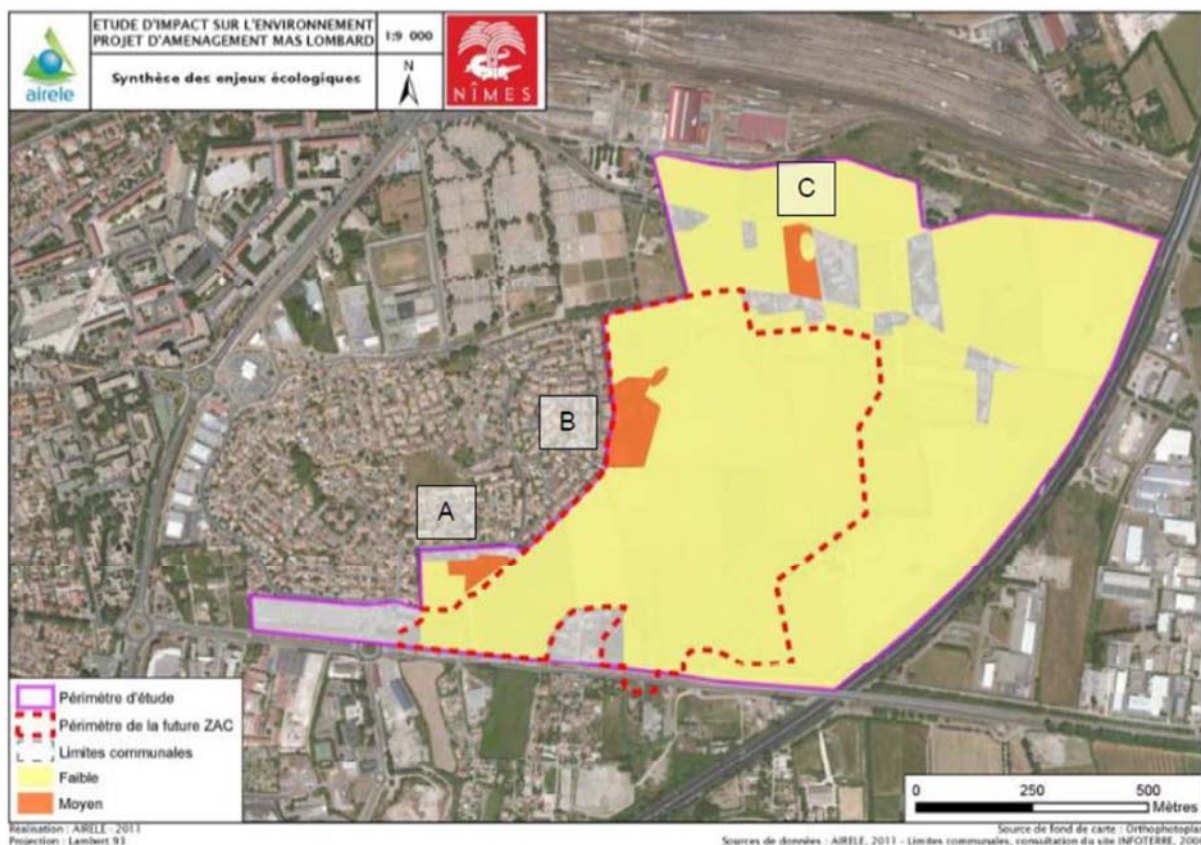 airele
ETUDE D'IMPACT SUR L'ENVIRONNEMENT
PROJET D'AMENAGEMENT MAS LOMBARD
Synthèse des enjeux écologiques
1:9 000
N
NÎMES
C
B
A
Périmètre d'étude
Périmètre de la future ZAC
Limites communales
Faible
Moyen
0 250 500
Mètres
Réalisation : AIRELE - 2011
Projection : Lambert 93
Source de fond de carte : Orthophotoplan
Sources de données : AIRELE, 2011 - Limites communales, consultation du site INFOTERRE,